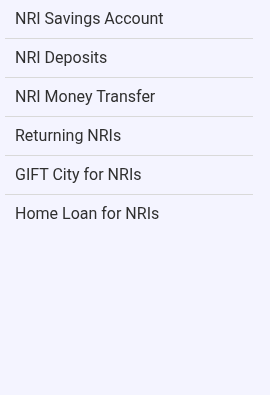 NRI Savings Account
NRI Deposits
NRI Money Transfer
Returning NRIs
GIFT City for NRIs
Home Loan for NRIs